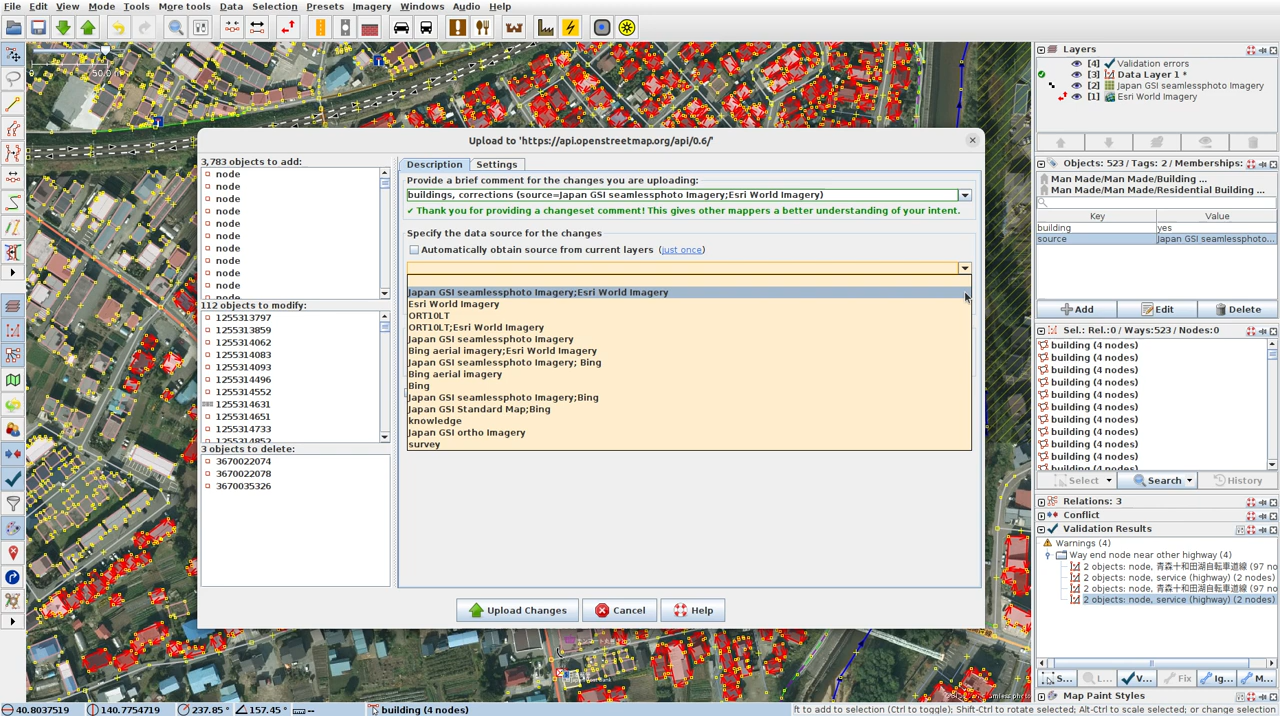 File Edit View Mode Tools More tools Data Selection Presets Imagery Windows Audio Help
0
50.0 m
Upload to 'https://api.openstreetmap.org/api/0.6/'
3,783 objects to add:
node
node
node
node
node
node
node
node
node
node
node
112 objects to modify:
1255313797
1255313859
1255314062
1255314083
1255314093
1255314496
1255314552
1255314631
1255314651
1255314733
1255314852
3 objects to delete:
3670022074
3670022078
3670035326
Description Settings
Provide a brief comment for the changes you are uploading:
buildings, corrections (source=Japan GSI seamlessphoto Imagery;Esri World Imagery)
✔ Thank you for providing a changeset comment! This gives other mappers a better understanding of your intent.
Specify the data source for the changes
Automatically obtain source from current layers (just once)
Japan GSI seamlessphoto Imagery;Esri World Imagery
Esri World Imagery
ORT10LT
ORT10LT;Esri World Imagery
Japan GSI seamlessphoto Imagery
Bing aerial imagery;Esri World Imagery
Japan GSI seamlessphoto Imagery; Bing
Bing aerial imagery
Bing
Japan GSI seamlessphoto Imagery;Bing
Japan GSI Standard Map;Bing
knowledge
Japan GSI ortho Imagery
survey
Upload Changes Cancel Help
Layers
[4] Validation errors
[3] Data Layer 1 *
[2] Japan GSI seamlessphoto Imagery
[1] Esri World Imagery
Objects: 523 / Tags: 2 / Memberships:
Man Made/Man Made/Building ...
Man Made/Man Made/Residential Building ...
Key Value
building yes
source Japan GSI seamlessphoto...
Add Edit Delete
Sel.: Rel.:0 / Ways:523 / Nodes:0
building (4 nodes)
building (4 nodes)
building (4 nodes)
building (4 nodes)
building (4 nodes)
building (4 nodes)
building (4 nodes)
building (4 nodes)
building (4 nodes)
building (4 nodes)
building (4 nodes)
Select Search History
Relations: 3
Conflict
Validation Results
Warnings (4)
Way end node near other highway (4)
2 objects: node, 青森十和田湖自転車道線 (97 no
2 objects: node, service (highway) (2 nodes)
2 objects: node, 青森十和田湖自転車道線 (97 no
2 objects: node, service (highway) (2 nodes)
S... L... V... Fix Ig... M...
Map Paint Styles
40.8037519 140.7754719 237.85 ° 157.45 ° -- building (4 nodes) ft to add to selection (Ctrl to toggle); Shift-Ctrl to rotate selected; Alt-Ctrl to scale selected; or change selection